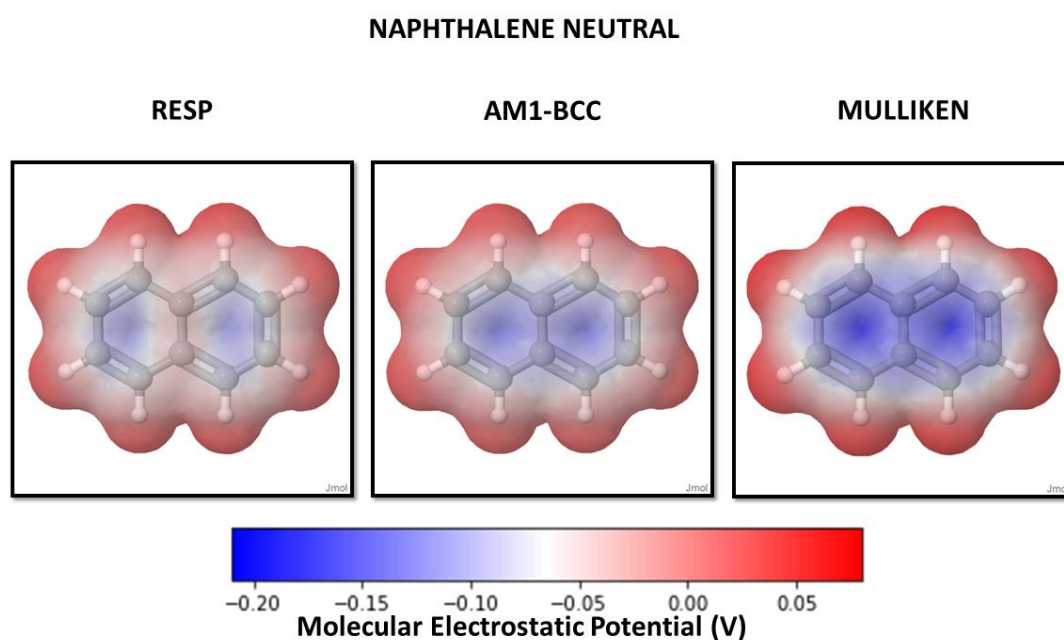 NAPHTHALENE NEUTRAL
RESP AM1-BCC MULLIKEN
Jmol Jmol Jmo
−0.20 −0.15 −0.10 −0.05 0.00 0.05
Molecular Electrostatic Potential (V)